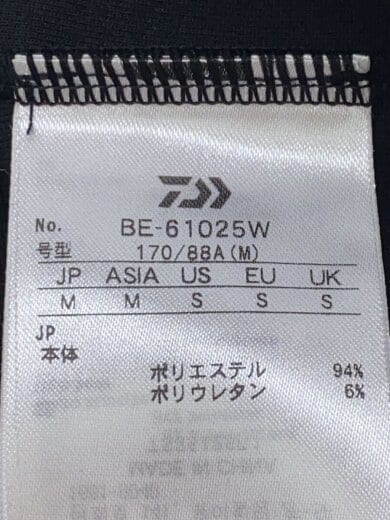 No. BE-61025W
号型 170/88A(M)
JP ASIA US EU UK
M M S S S
JP
本体
ポリエステル 94%
ポリウレタン 6%